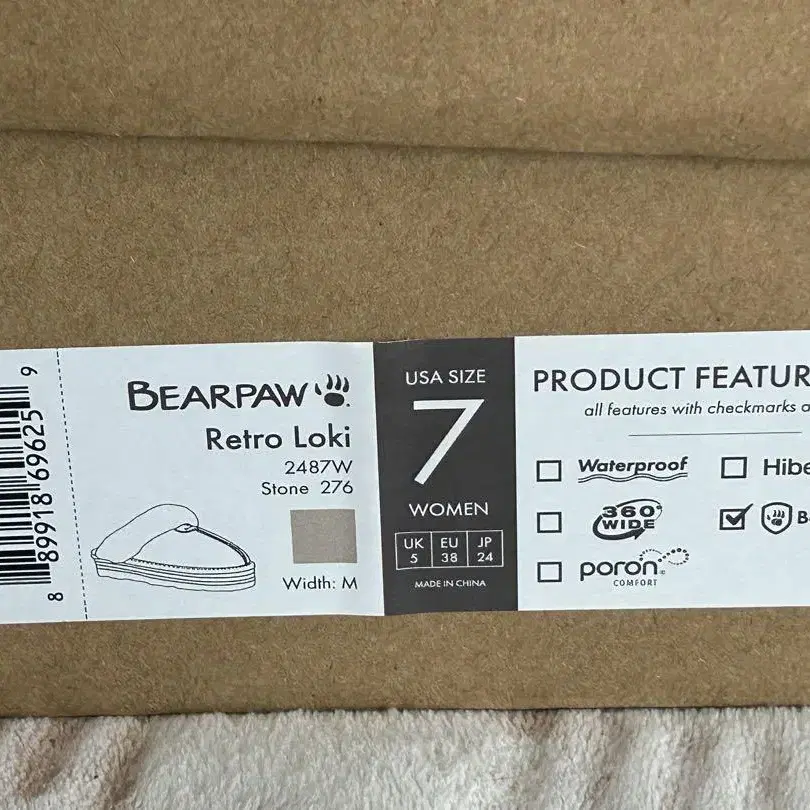 8 89918 69625 9
BEARPAW
Retro Loki
2487W
Stone 276
Width: M
USA SIZE
7
WOMEN
UK EU JP
5 38 24
MADE IN CHINA
PRODUCT FEATUR
all features with checkmarks a
Waterproof
Hibe
360°
WIDE
B
poron®
COMFORT